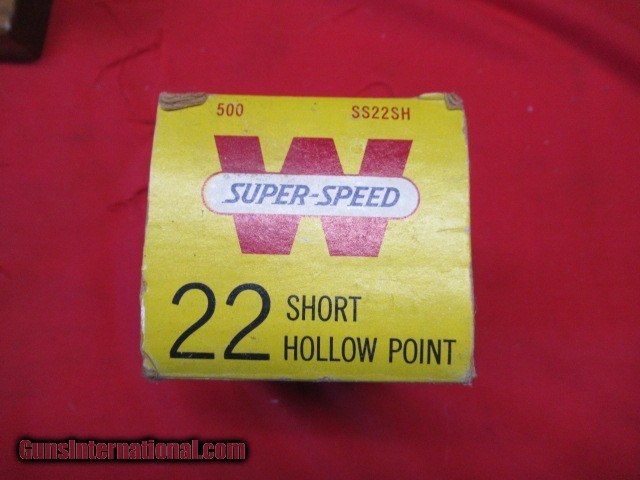 500 SS22SH
W
SUPER-SPEED
22 SHORT
HOLLOW POINT
GunsInternational.com